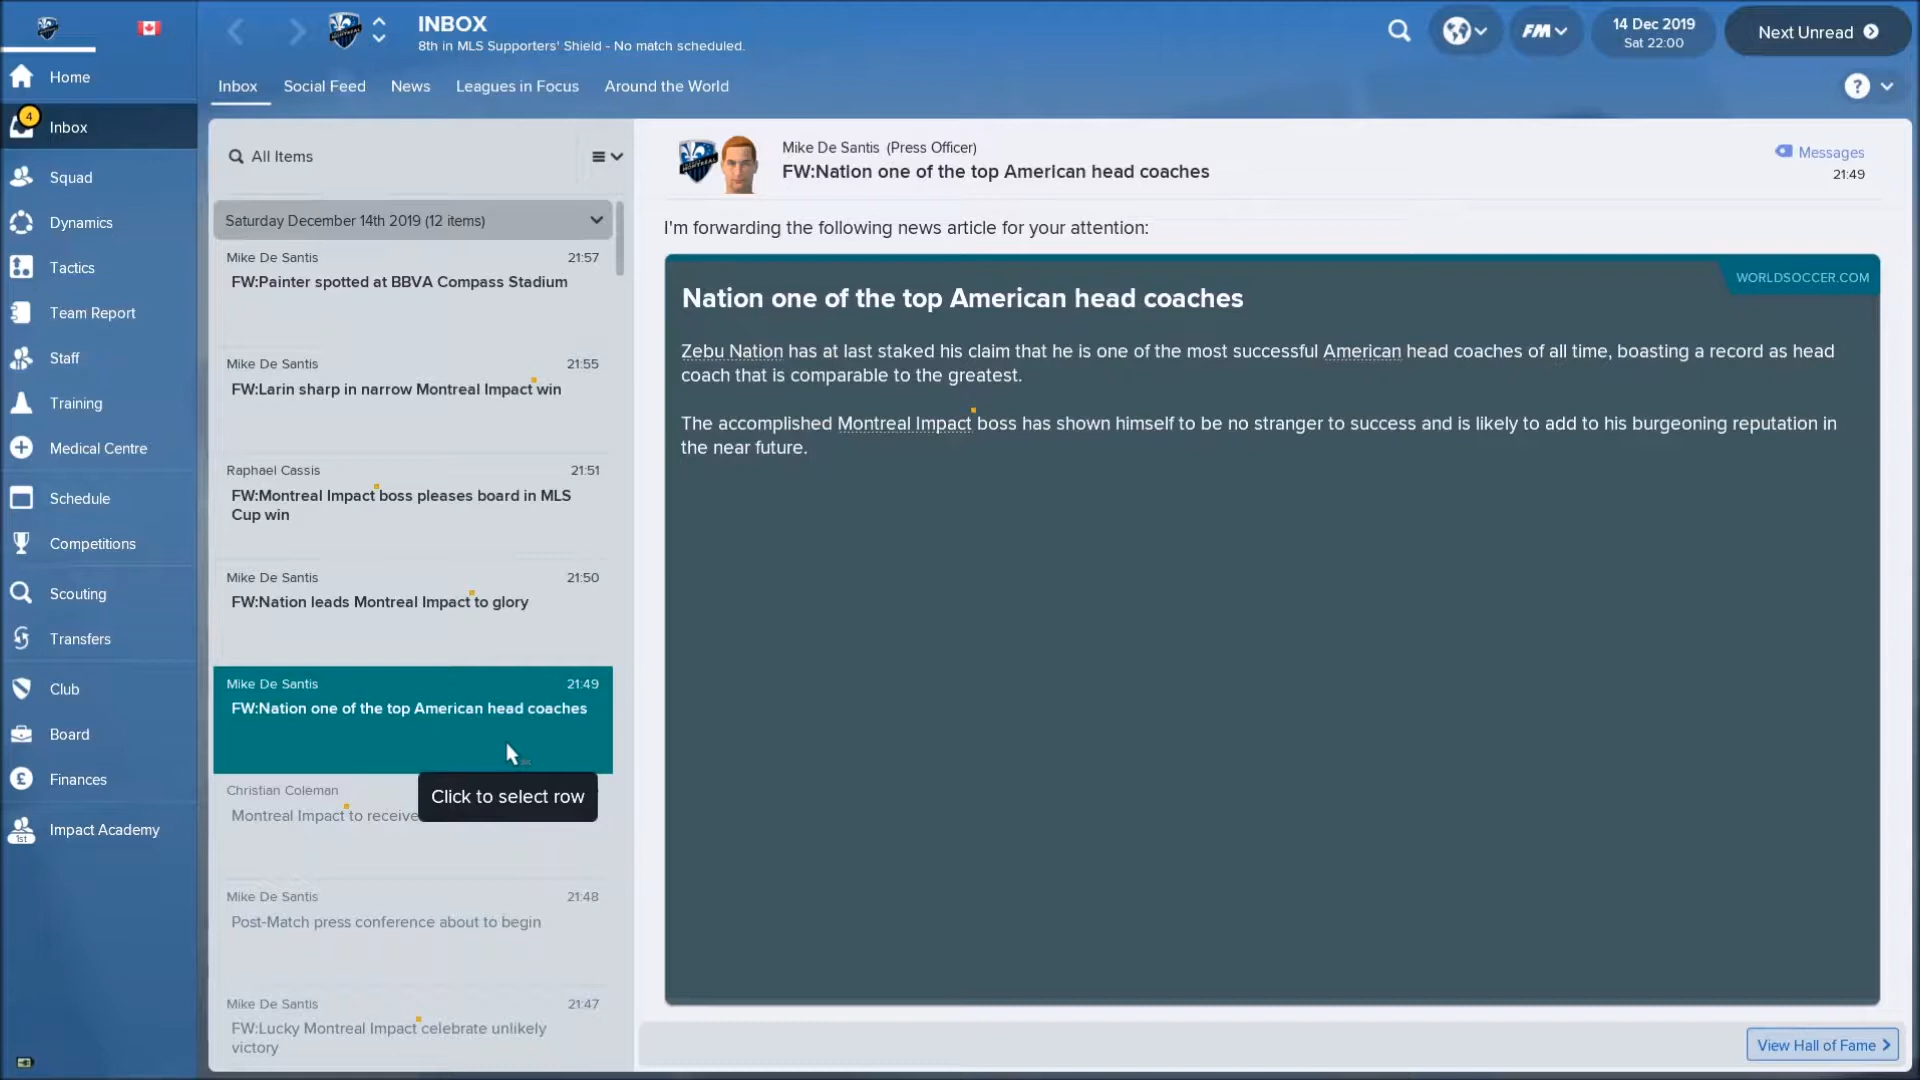 INBOX
8th in MLS Supporters' Shield - No match scheduled.
FM
14 Dec 2019
Sat 22:00
Next Unread
Home
4
Inbox
Squad
Dynamics
Tactics
Team Report
Staff
Training
Medical Centre
Schedule
Competitions
Scouting
Transfers
Club
Board
Finances
1st
Impact Academy
Inbox
Social Feed
News
Leagues in Focus
Around the World
?
All Items
Saturday December 14th 2019 (12 items)
Mike De Santis 21:57
FW:Painter spotted at BBVA Compass Stadium
Mike De Santis 21:55
FW:Larin sharp in narrow Montreal Impact win
Raphael Cassis 21:51
FW:Montreal Impact boss pleases board in MLS
Cup win
Mike De Santis 21:50
FW:Nation leads Montreal Impact to glory
Mike De Santis 21:49
FW:Nation one of the top American head coaches
Christian Coleman
Montreal Impact to receive
Click to select row
Mike De Santis 21:48
Post-Match press conference about to begin
Mike De Santis 21:47
FW:Lucky Montreal Impact celebrate unlikely
victory
Mike De Santis (Press Officer)
FW:Nation one of the top American head coaches
Messages
21:49
I'm forwarding the following news article for your attention:
WORLDSOCCER.COM
Nation one of the top American head coaches
Zebu Nation has at last staked his claim that he is one of the most successful American head coaches of all time, boasting a record as head
coach that is comparable to the greatest.
The accomplished Montreal Impact boss has shown himself to be no stranger to success and is likely to add to his burgeoning reputation in
the near future.
View Hall of Fame